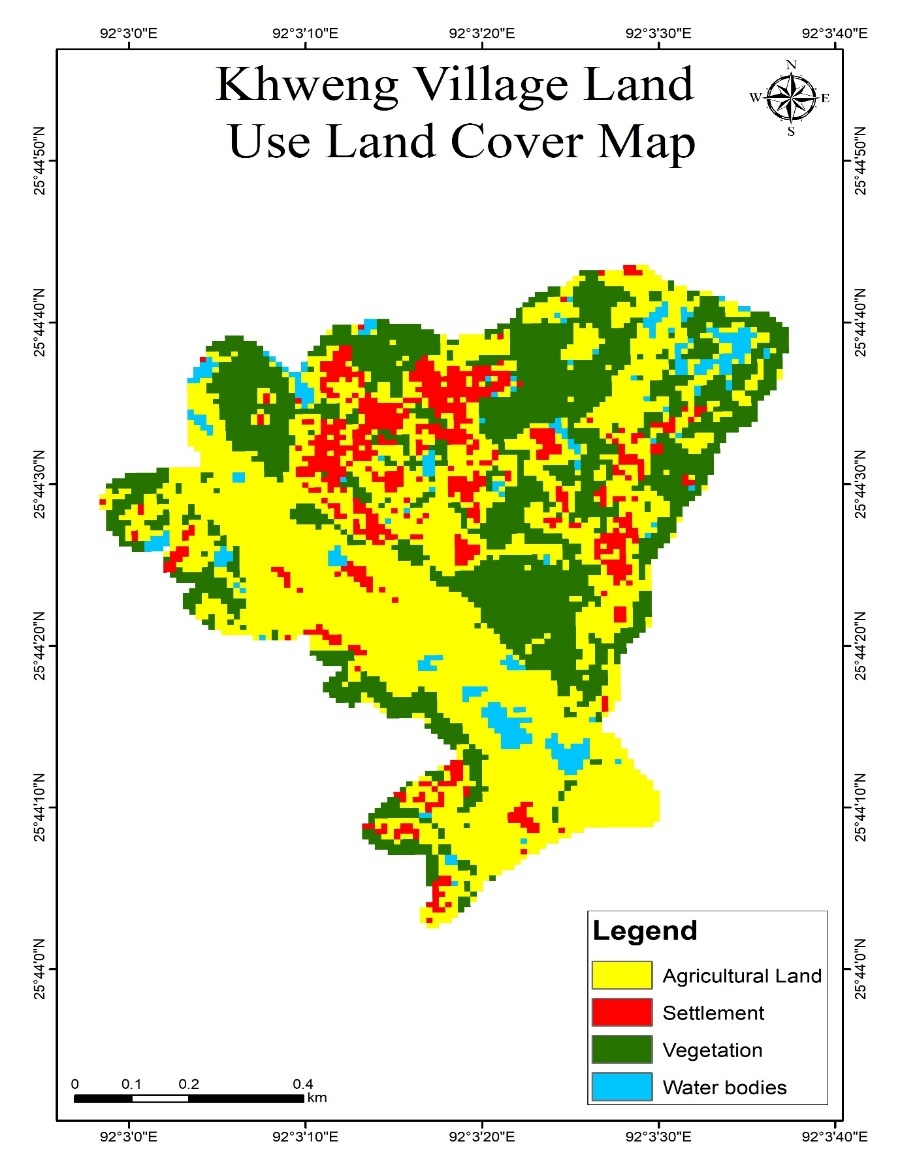 92°3'0"E 92°3'10"E 92°3'20"E 92°3'30"E 92°3'40"E
Khweng Village Land
Use Land Cover Map
N
W E
S
25°44'50"N 25°44'50"N
25°44'40"N 25°44'40"N
25°44'30"N 25°44'30"N
25°44'20"N 25°44'20"N
25°44'10"N 25°44'10"N
25°44'0"N 25°44'0"N
Legend
Agricultural Land
Settlement
Vegetation
Water bodies
0 0.1 0.2 0.4
km
92°3'0"E 92°3'10"E 92°3'20"E 92°3'30"E 92°3'40"E